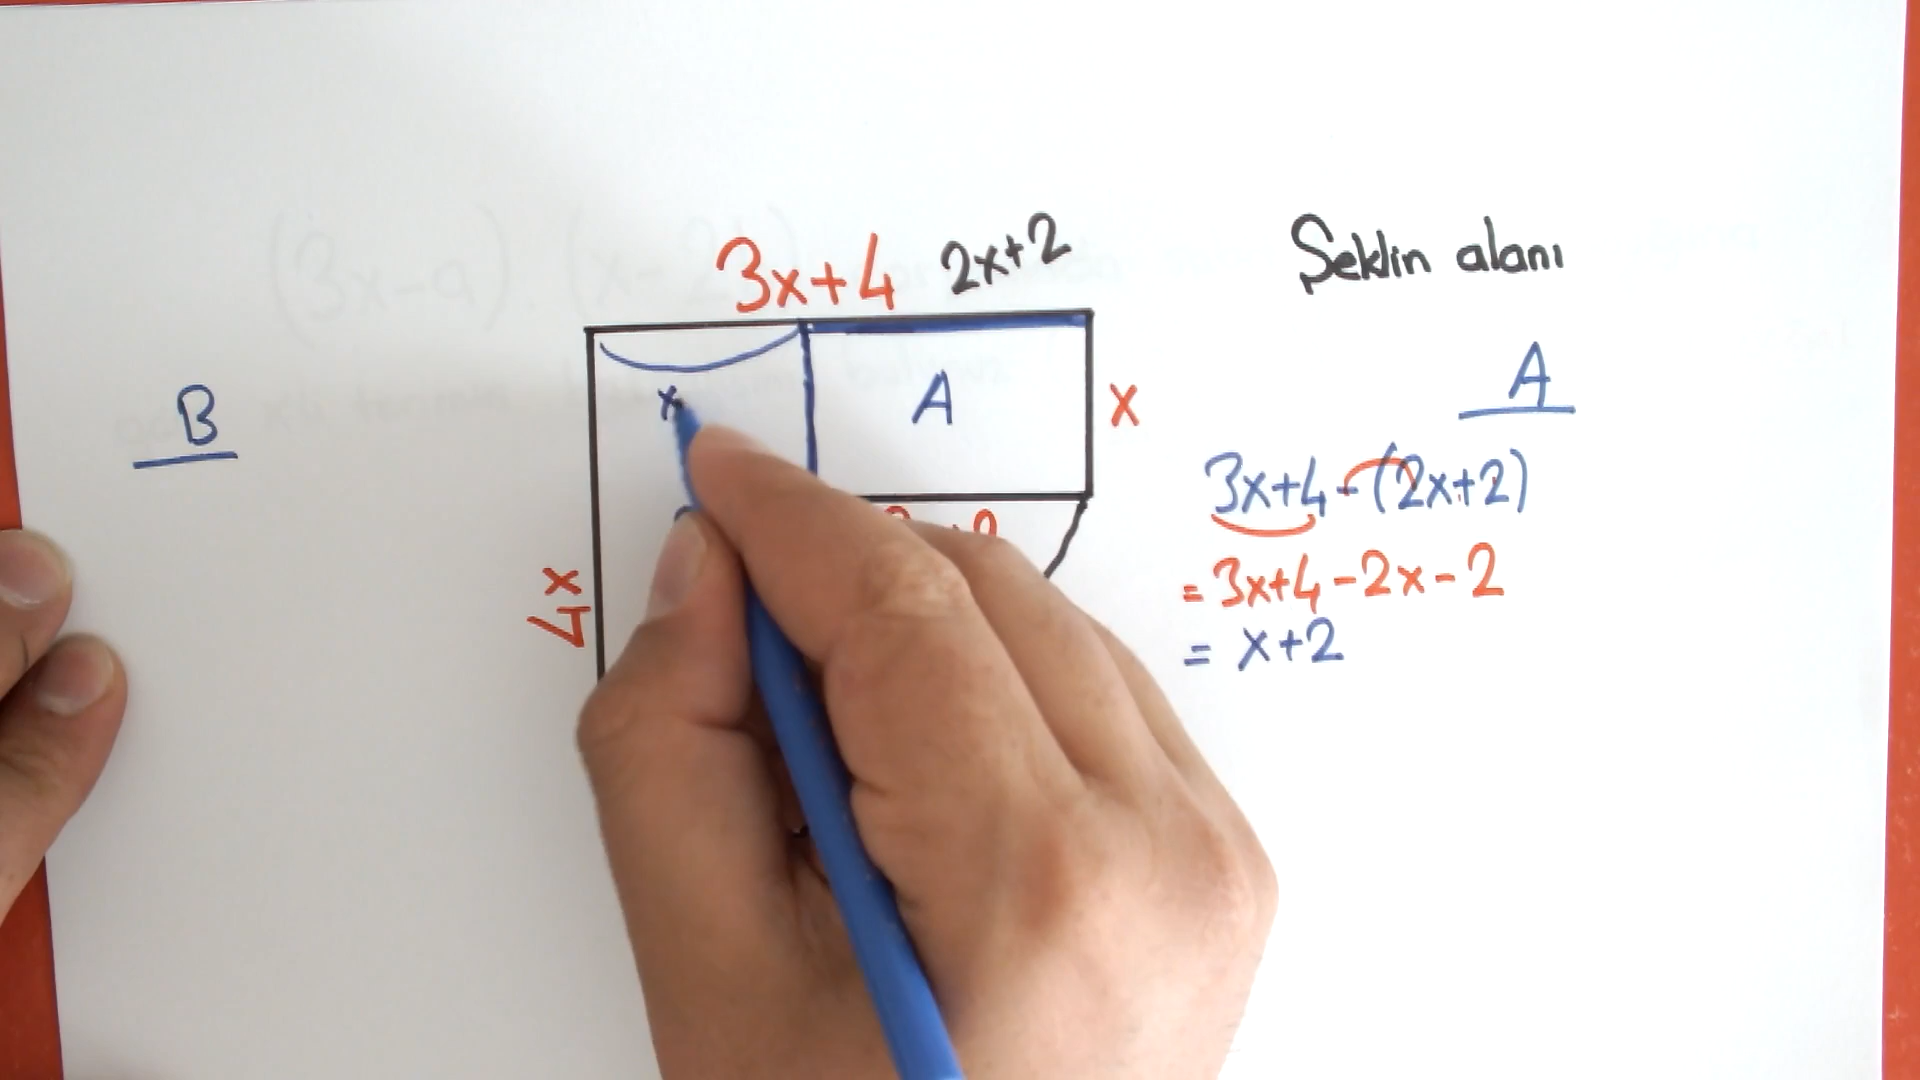 3x+4 2x+2
Şeklin alanı
B
x
A
x
4x
A
3x+4-(2x+2)
= 3x+4-2x-2
= x+2